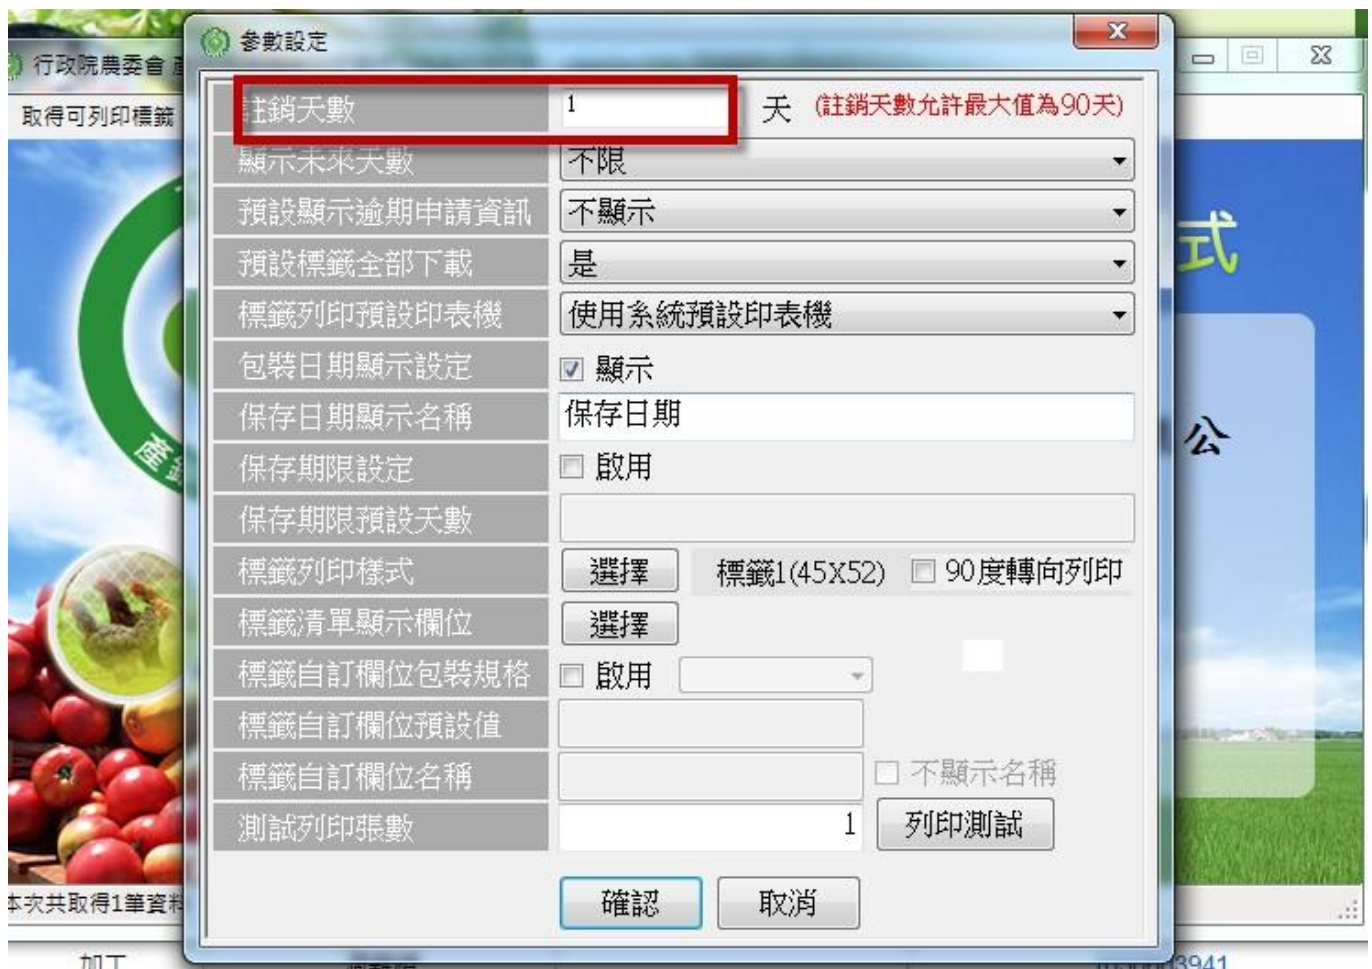 參數設定
行政院農委會
取得可列印標籤
註銷天數 1 天 (註銷天數允許最大值為90天)
顯示未來天數 不限
預設顯示逾期申請資訊 不顯示
預設標籤全部下載 是
標籤列印預設印表機 使用系統預設印表機
包裝日期顯示設定 顯示
保存日期顯示名稱 保存日期
保存期限設定 啟用
保存期限預設天數
標籤列印樣式 選擇 標籤1(45X52) 90度轉向列印
標籤清單顯示欄位 選擇
標籤自訂欄位包裝規格 啟用
標籤自訂欄位預設值
標籤自訂欄位名稱 不顯示名稱
測試列印張數 1 列印測試
確認 取消
式
公
產
本次共取得1筆資料
加工